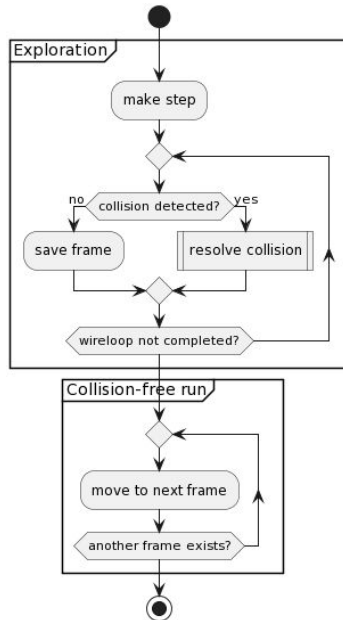 Exploration
make step
no
collision detected?
yes
save frame
resolve collision
wireloop not completed?
Collision-free run
move to next frame
another frame exists?